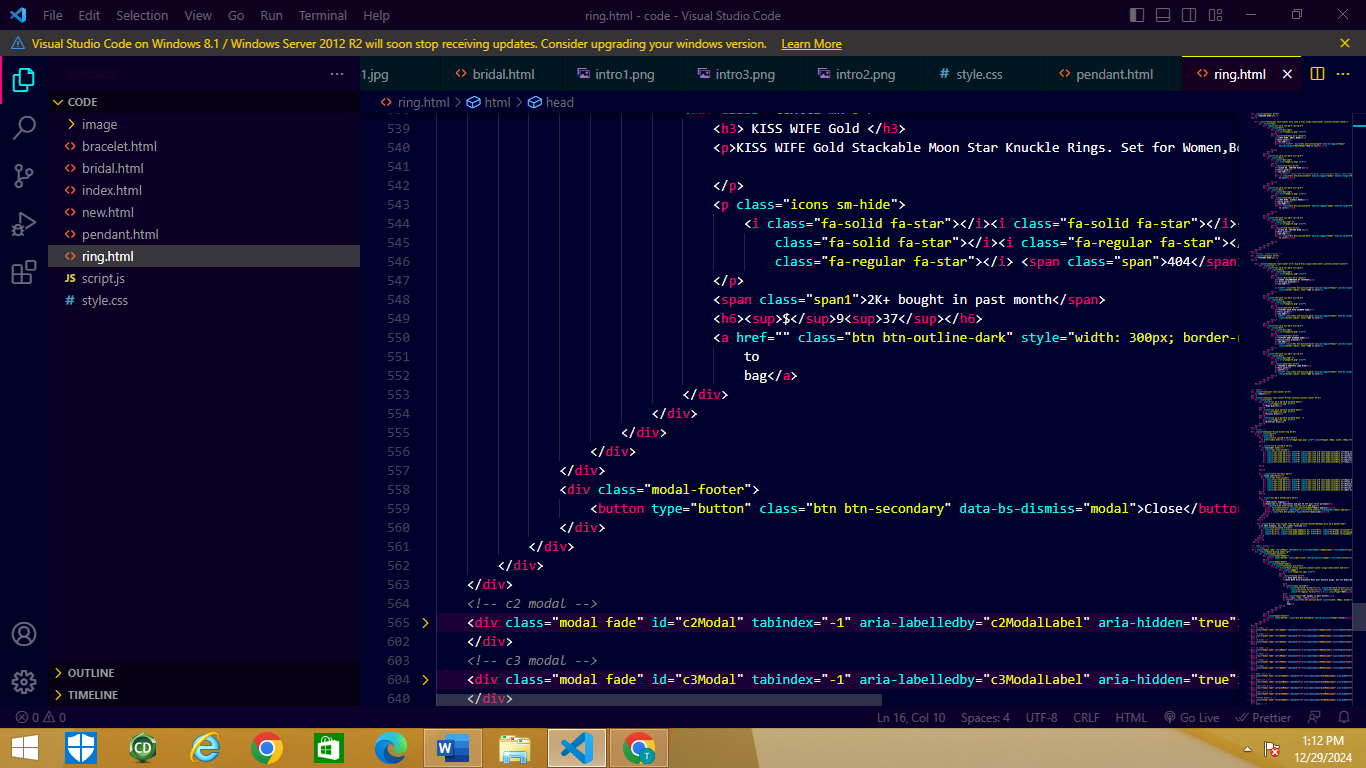 File Edit Selection View Go Run Terminal Help ring.html - code - Visual Studio Code
Visual Studio Code on Windows 8.1 / Windows Server 2012 R2 will soon stop receiving updates. Consider upgrading your windows version. Learn More
EXPLORER
1.jpg bridal.html intro1.png intro3.png intro2.png # style.css pendant.html ring.html
CODE
ring.html > html > head
image
bracelet.html
bridal.html
index.html
new.html
pendant.html
ring.html
JS script.js
# style.css
OUTLINE
TIMELINE
539 <h3> KISS WIFE Gold </h3>
540 <p>KISS WIFE Gold Stackable Moon Star Knuckle Rings. Set for Women,Bo
541
542 </p>
543 <p class="icons sm-hide">
544 <i class="fa-solid fa-star"></i><i class="fa-solid fa-star"></i>
545 class="fa-solid fa-star"></i><i class="fa-regular fa-star"></
546 class="fa-regular fa-star"></i> <span class="span">404</span
547 </p>
548 <span class="span1">2K+ bought in past month</span>
549 <h6><sup>$</sup>9<sup>37</sup></h6>
550 <a href="" class="btn btn-outline-dark" style="width: 300px; border-r
551 to
552 bag</a>
553 </div>
554 </div>
555 </div>
556 </div>
557 </div>
558 <div class="modal-footer">
559 <button type="button" class="btn btn-secondary" data-bs-dismiss="modal">Close</button
560 </div>
561 </div>
562 </div>
563 </div>
564 <!-- c2 modal -->
565 <div class="modal fade" id="c2Modal" tabindex="-1" aria-labelledby="c2ModalLabel" aria-hidden="true"
602 </div>
603 <!-- c3 modal -->
604 <div class="modal fade" id="c3Modal" tabindex="-1" aria-labelledby="c3ModalLabel" aria-hidden="true"
640 </div>
0 0 Ln 16, Col 10 Spaces: 4 UTF-8 CRLF HTML Go Live Prettier
1:12 PM
12/29/2024